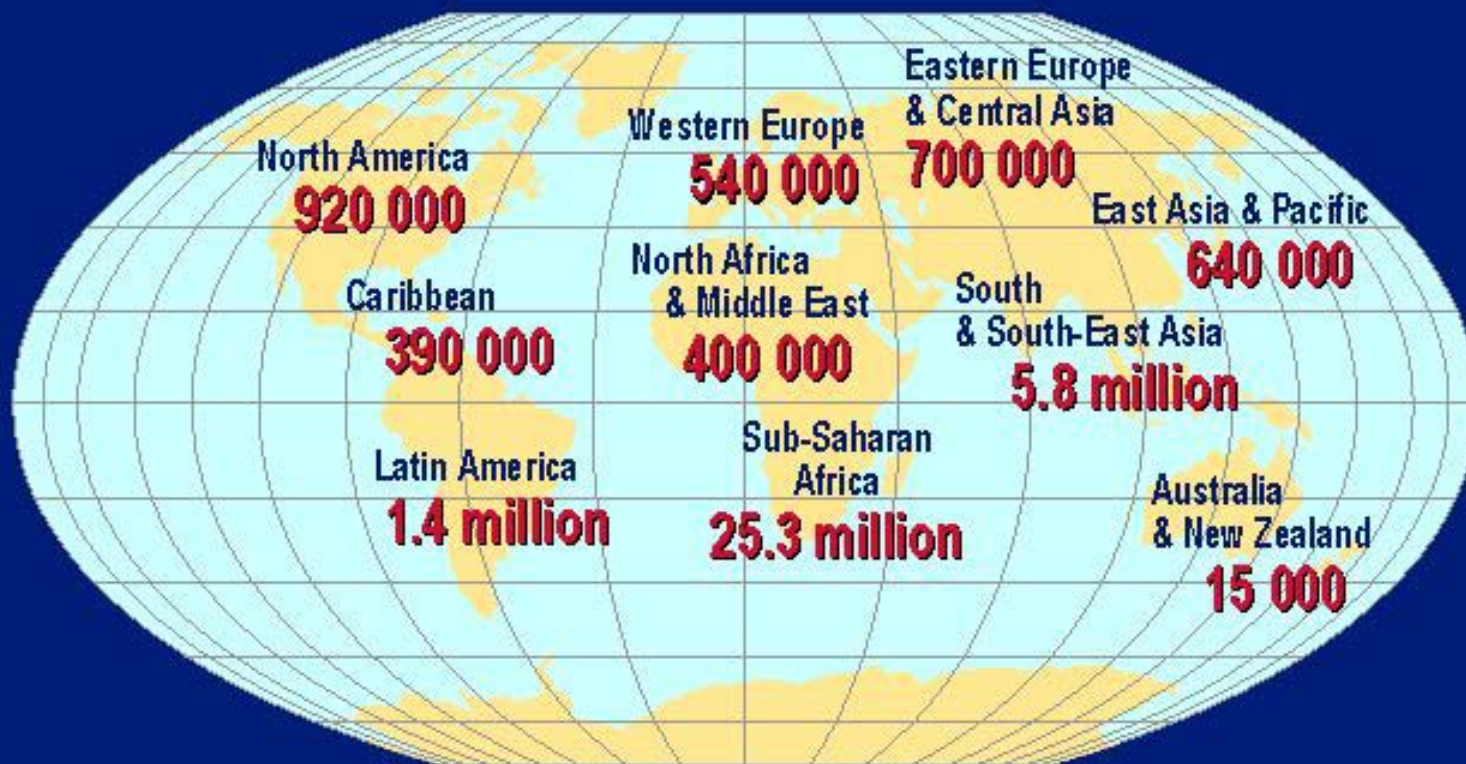 Eastern Europe
& Central Asia
700 000
Western Europe
540 000
North America
920 000
East Asia & Pacific
640 000
North Africa
& Middle East
400 000
Caribbean
390 000
South
& South-East Asia
5.8 million
Sub-Saharan
Africa
25.3 million
Latin America
1.4 million
Australia
& New Zealand
15 000